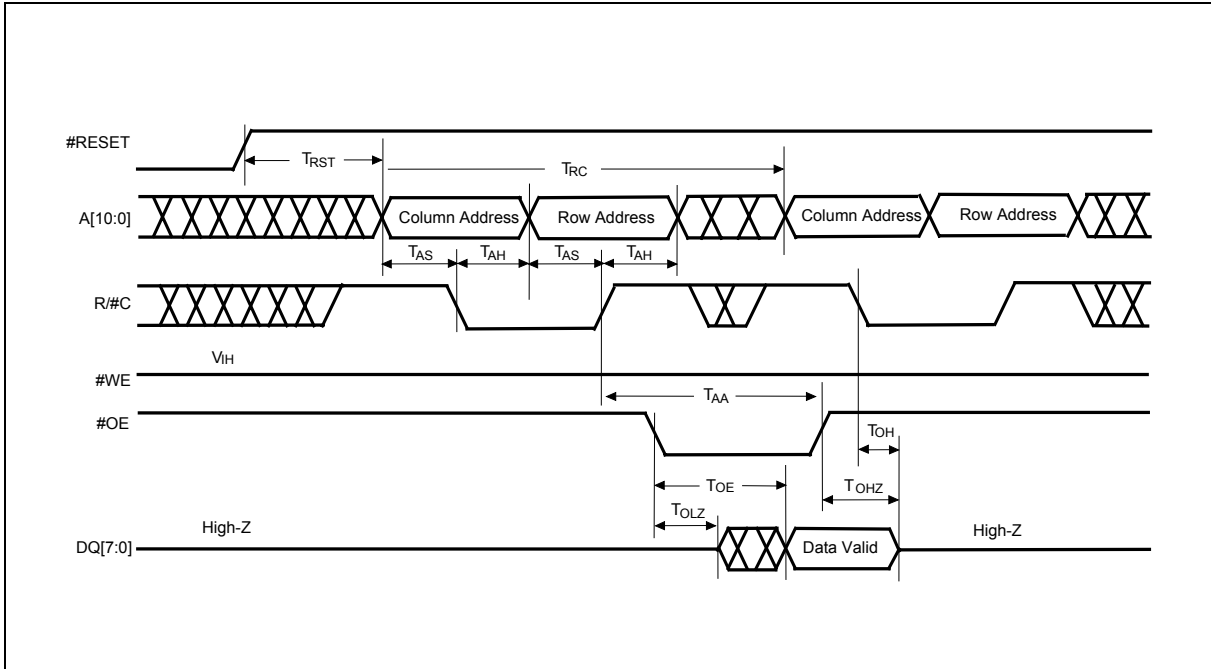 #RESET
TRST
TRC
A[10:0]
Column Address
Row Address
Column Address
Row Address
TAS
TAH
TAS
TAH
R/#C
VIH
#WE
TAA
#OE
TOH
TOE
TOHZ
TOLZ
High-Z
DQ[7:0]
Data Valid
High-Z